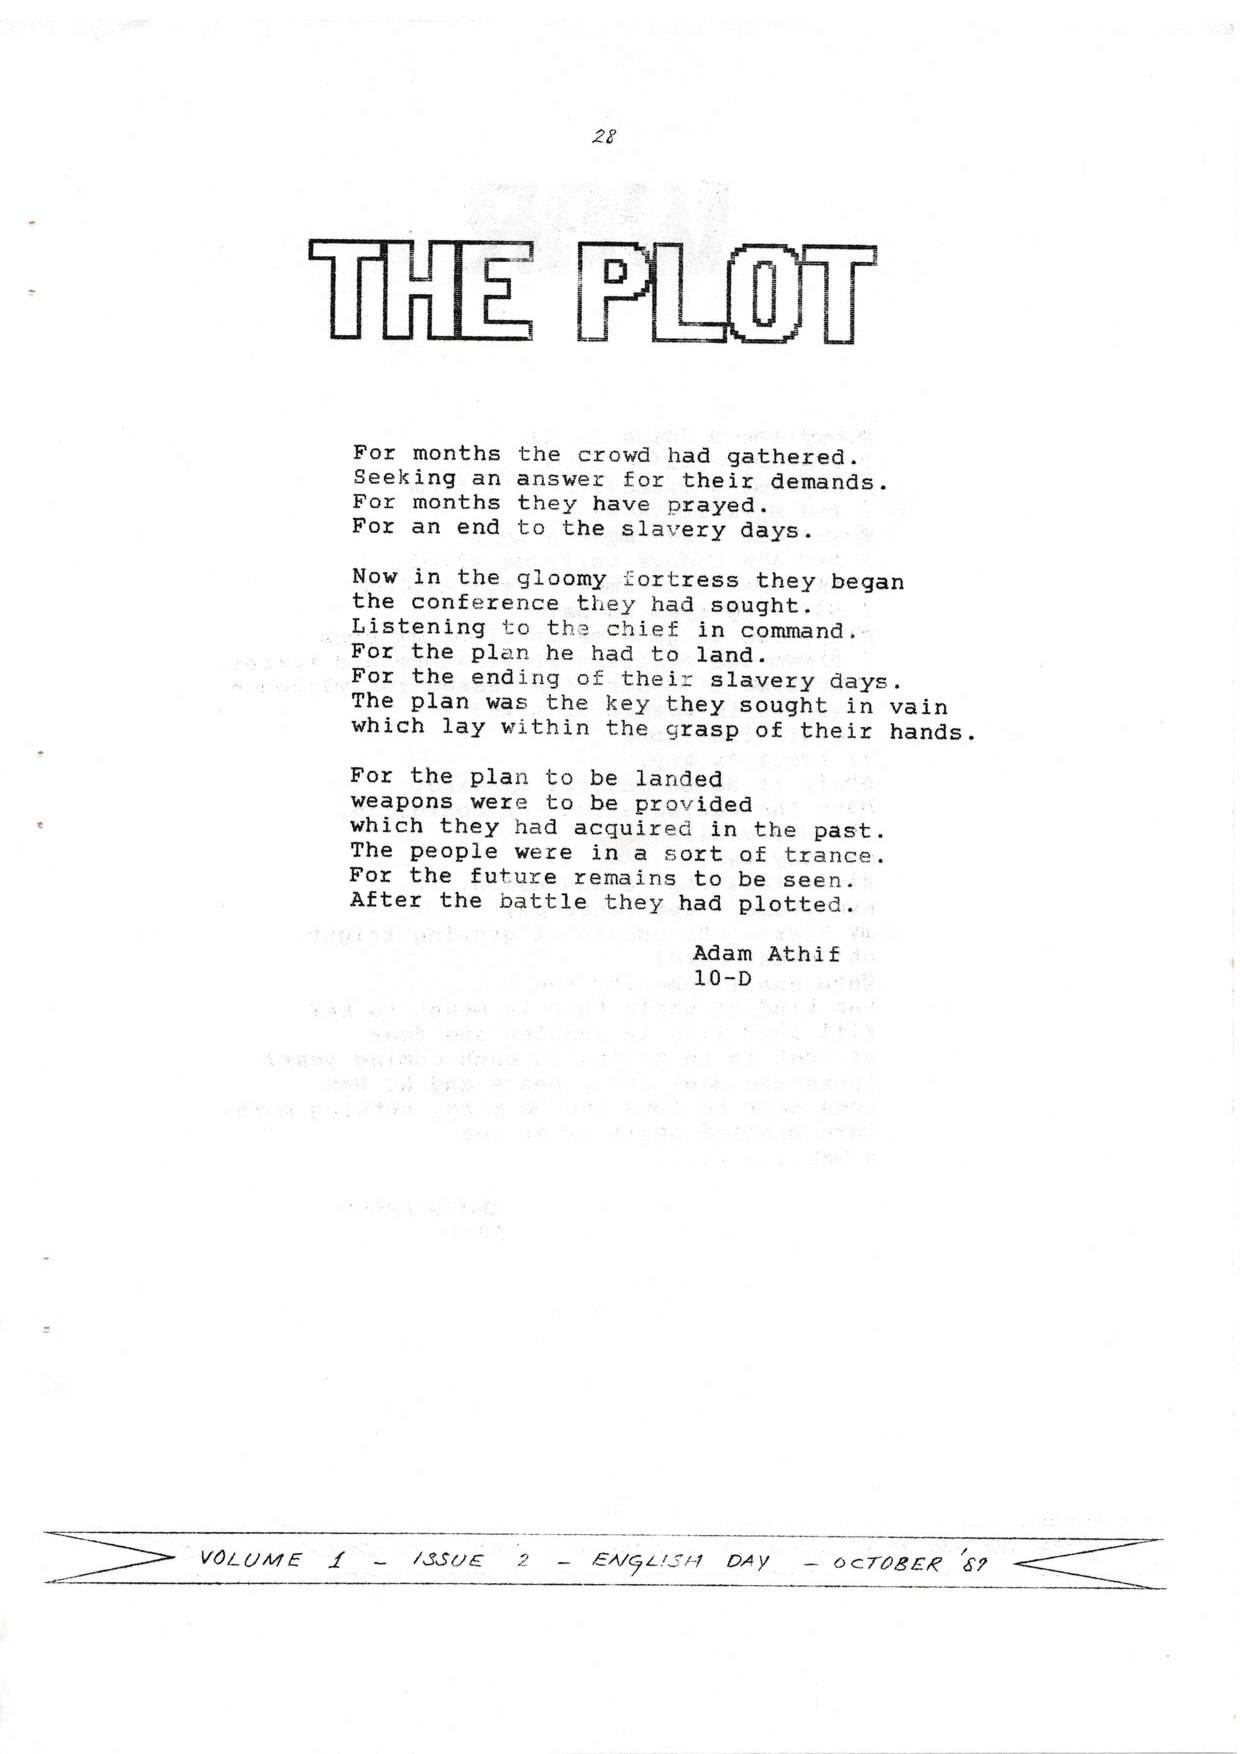 28
THE PLOT
For months the crowd had gathered.
Seeking an answer for their demands.
For months they have prayed.
For an end to the slavery days.
Now in the gloomy fortress they began
the conference they had sought.
Listening to the chief in command.
For the plan he had to land.
For the ending of their slavery days.
The plan was the key they sought in vain
which lay within the grasp of their hands.
For the plan to be landed
weapons were to be provided
which they had acquired in the past.
The people were in a sort of trance.
For the future remains to be seen.
After the battle they had plotted.
Adam Athif
10-D
VOLUME 1 - ISSUE 2 - ENGLISH DAY - OCTOBER '89